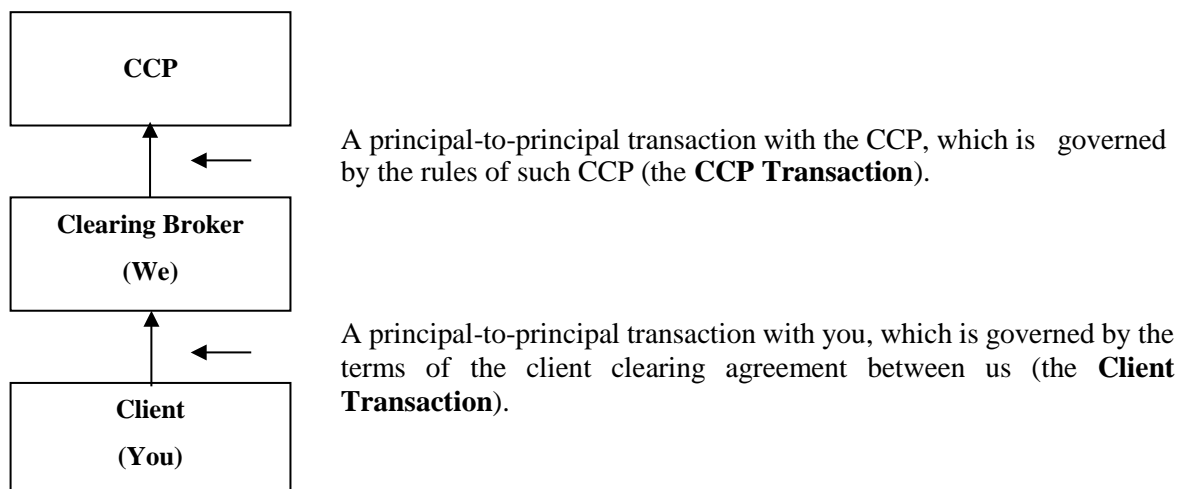 CCP
A principal-to-principal transaction with the CCP, which is governed
by the rules of such CCP (the CCP Transaction).
Clearing Broker
(We)
A principal-to-principal transaction with you, which is governed by the
terms of the client clearing agreement between us (the Client
Transaction).
Client
(You)